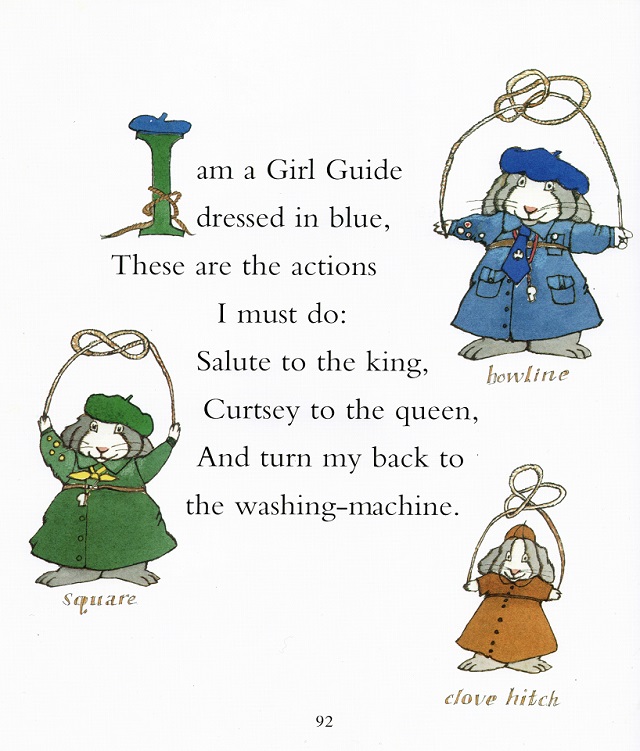 I am a Girl Guide
dressed in blue,
These are the actions
I must do:
Salute to the king,
Curtsey to the queen,
And turn my back to
the washing-machine.
bowline
square
clove hitch
92